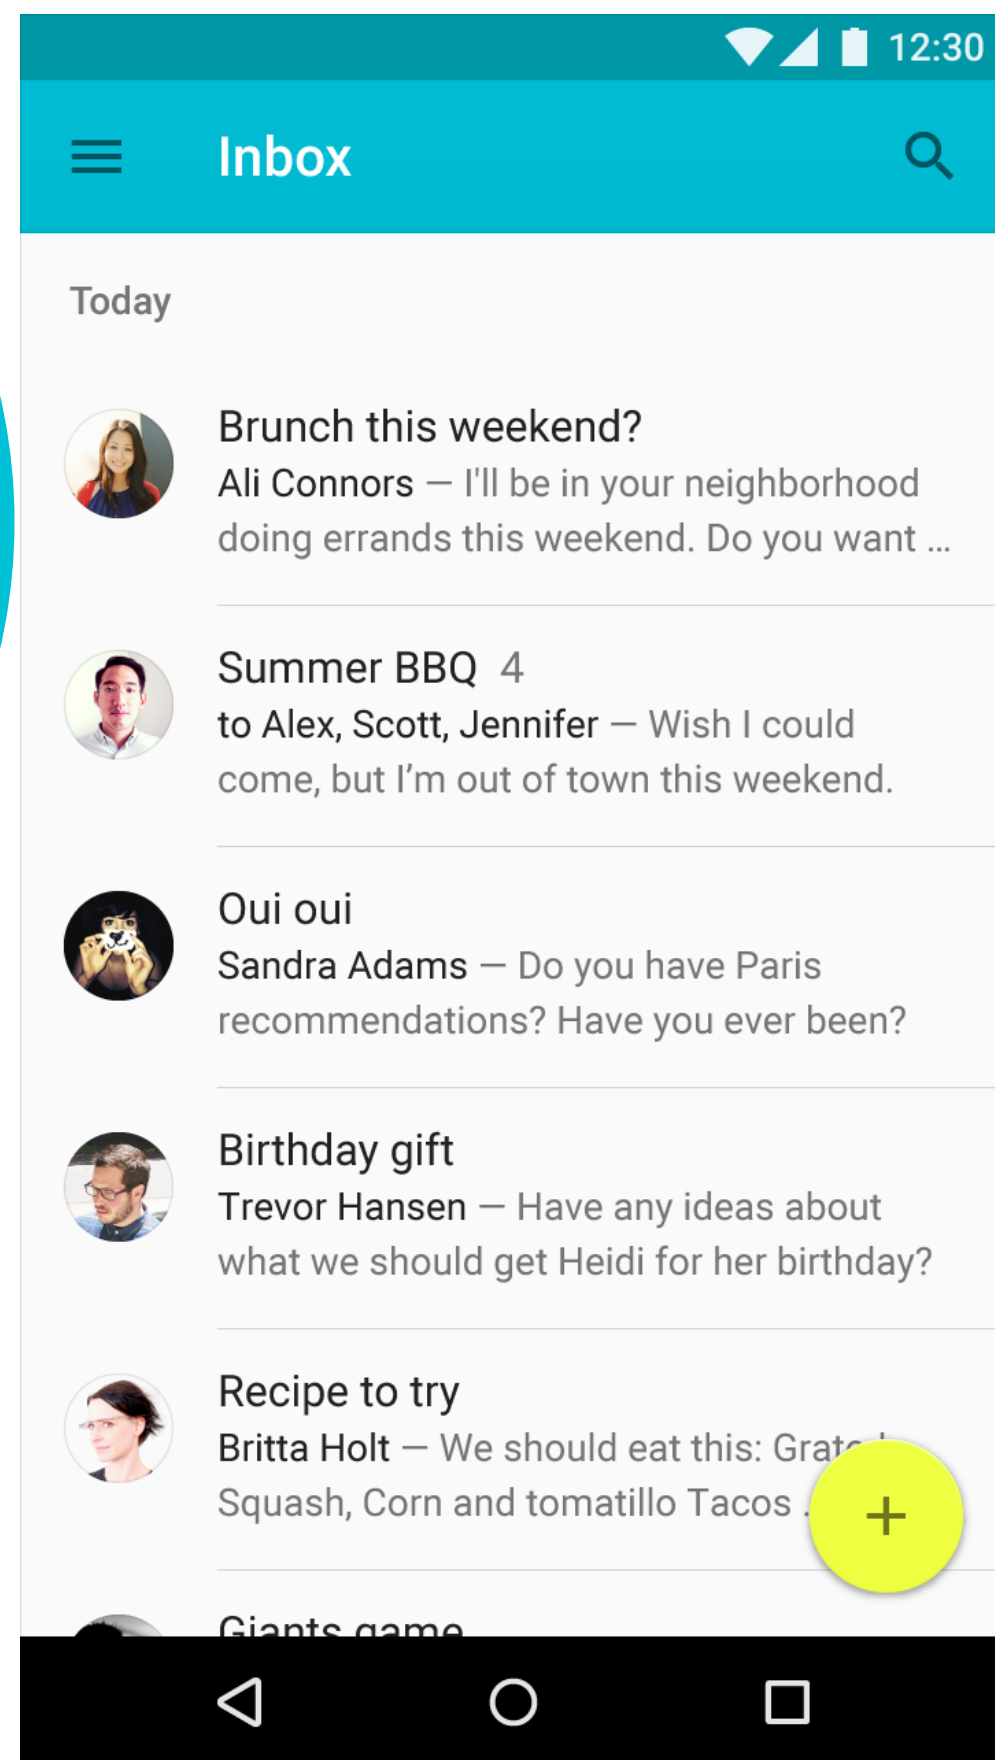 12:30
Inbox
Today
Brunch this weekend?
Ali Connors — I'll be in your neighborhood
doing errands this weekend. Do you want ...
Summer BBQ 4
to Alex, Scott, Jennifer — Wish I could
come, but I’m out of town this weekend.
Oui oui
Sandra Adams — Do you have Paris
recommendations? Have you ever been?
Birthday gift
Trevor Hansen — Have any ideas about
what we should get Heidi for her birthday?
Recipe to try
Britta Holt — We should eat this:
Squash, Corn and tomatillo Tacos
Giants game